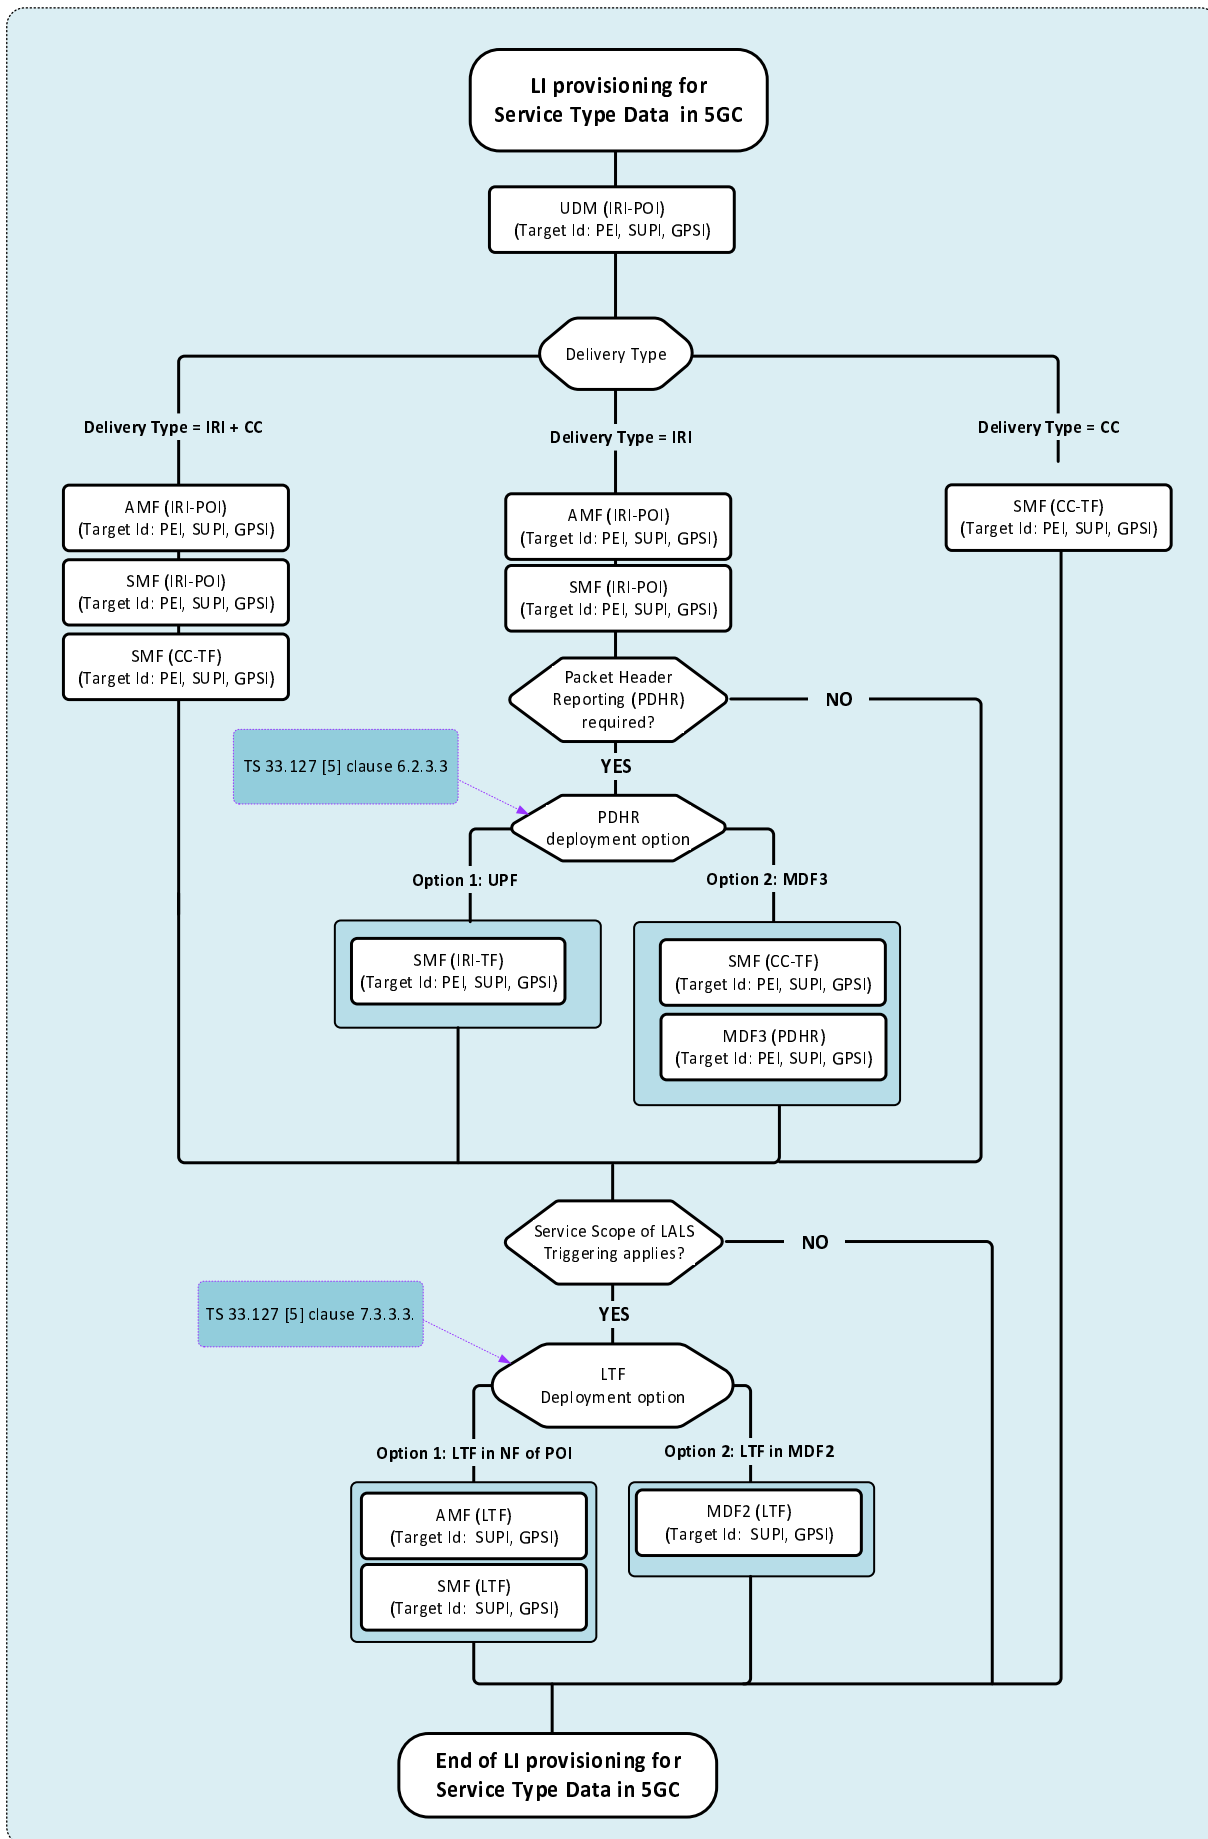 LI provisioning for
Service Type Data in 5GC
UDM (IRI-POI)
(Target Id: PEI, SUPI, GPSI)
Delivery Type
Delivery Type = IRI + CC
Delivery Type = IRI
Delivery Type = CC
AMF (IRI-POI)
(Target Id: PEI, SUPI, GPSI)
SMF (IRI-POI)
(Target Id: PEI, SUPI, GPSI)
SMF (CC-TF)
(Target Id: PEI, SUPI, GPSI)
AMF (IRI-POI)
(Target Id: PEI, SUPI, GPSI)
SMF (IRI-POI)
(Target Id: PEI, SUPI, GPSI)
SMF (CC-TF)
(Target Id: PEI, SUPI, GPSI)
Packet Header
Reporting (PDHR)
required?
NO
YES
TS 33.127 [5] clause 6.2.3.3
PDHR
deployment option
Option 1: UPF
Option 2: MDF3
SMF (IRI-TF)
(Target Id: PEI, SUPI, GPSI)
SMF (CC-TF)
(Target Id: PEI, SUPI, GPSI)
MDF3 (PDHR)
(Target Id: PEI, SUPI, GPSI)
Service Scope of LALS
Triggering applies?
NO
YES
TS 33.127 [5] clause 7.3.3.3.
LTF
Deployment option
Option 1: LTF in NF of POI
Option 2: LTF in MDF2
AMF (LTF)
(Target Id: SUPI, GPSI)
SMF (LTF)
(Target Id: SUPI, GPSI)
MDF2 (LTF)
(Target Id: SUPI, GPSI)
End of LI provisioning for
Service Type Data in 5GC